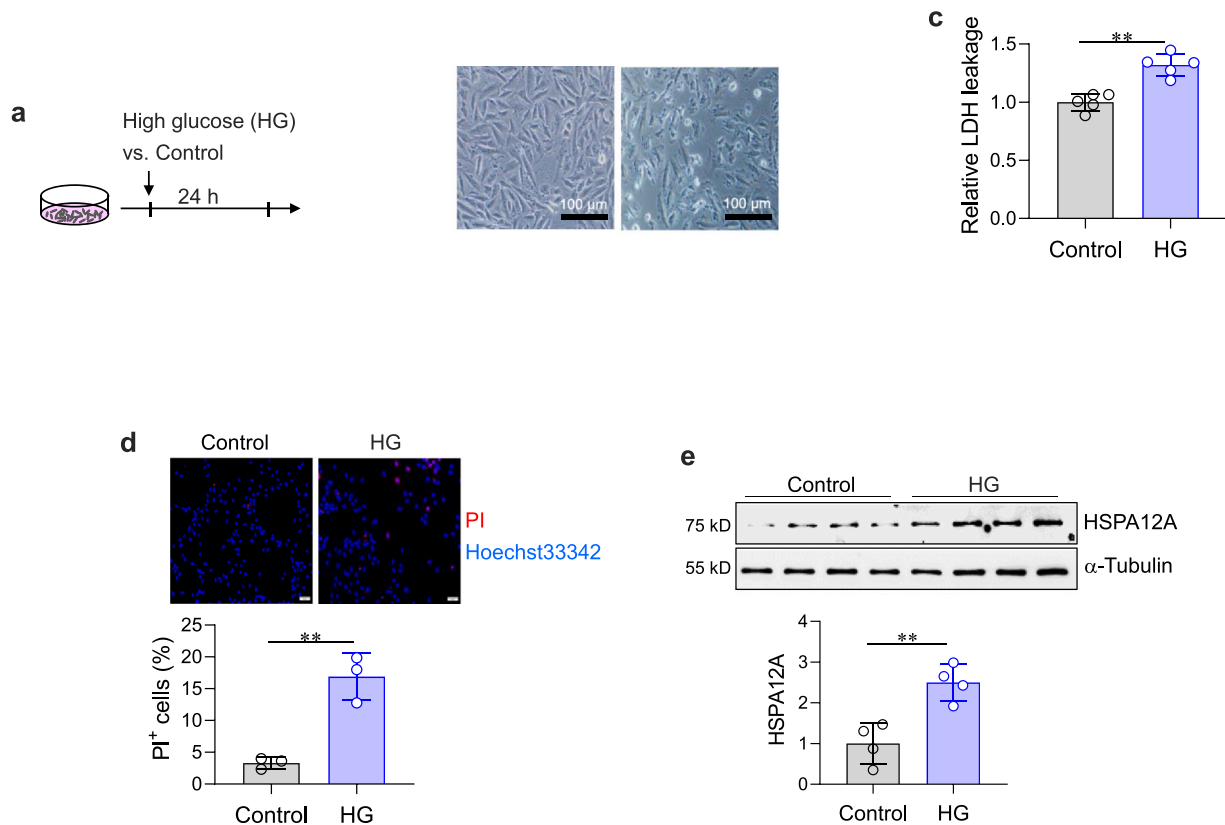 a
High glucose (HG)
vs. Control
24 h
100 µm
100 µm
c
Relative LDH leakage
1.5
1.0
0.5
0.0
**
Control
HG
d
Control
HG
PI
Hoechst33342
PI+ cells (%)
25
20
15
10
5
0
**
Control
HG
e
Control
HG
75 kD
HSPA12A
55 kD
α-Tubulin
HSPA12A
4
3
2
1
0
**
Control
HG